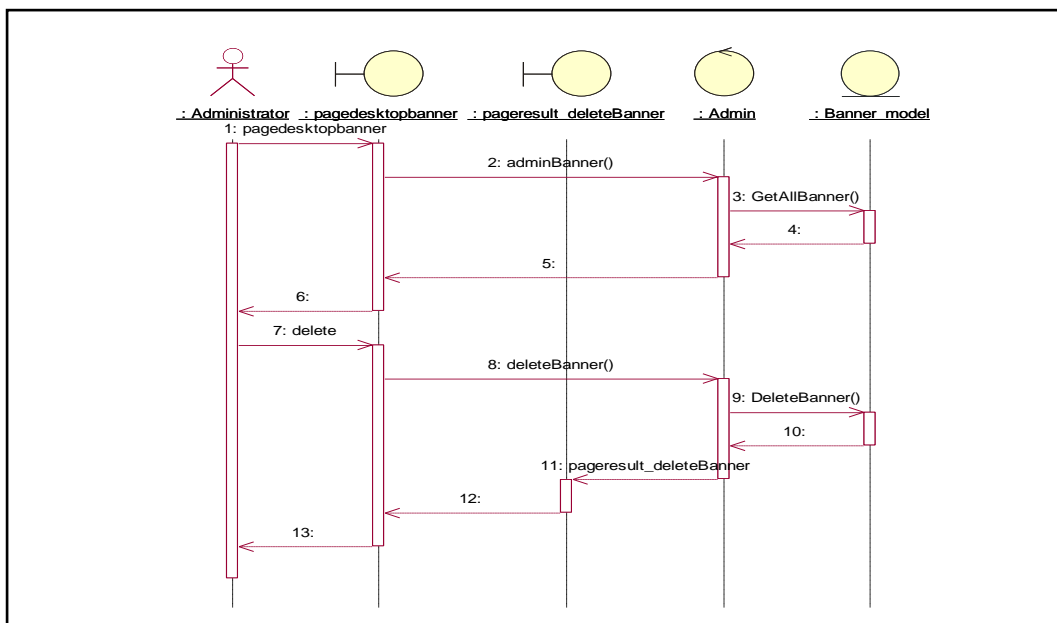 : Administrator : pagedesktopbanner : pageresult_deleteBanner : Admin : Banner_model
1: pagedesktopbanner
2: adminBanner()
3: GetAllBanner()
4:
5:
6:
7: delete
8: deleteBanner()
9: DeleteBanner()
10:
11: pageresult_deleteBanner
12:
13: